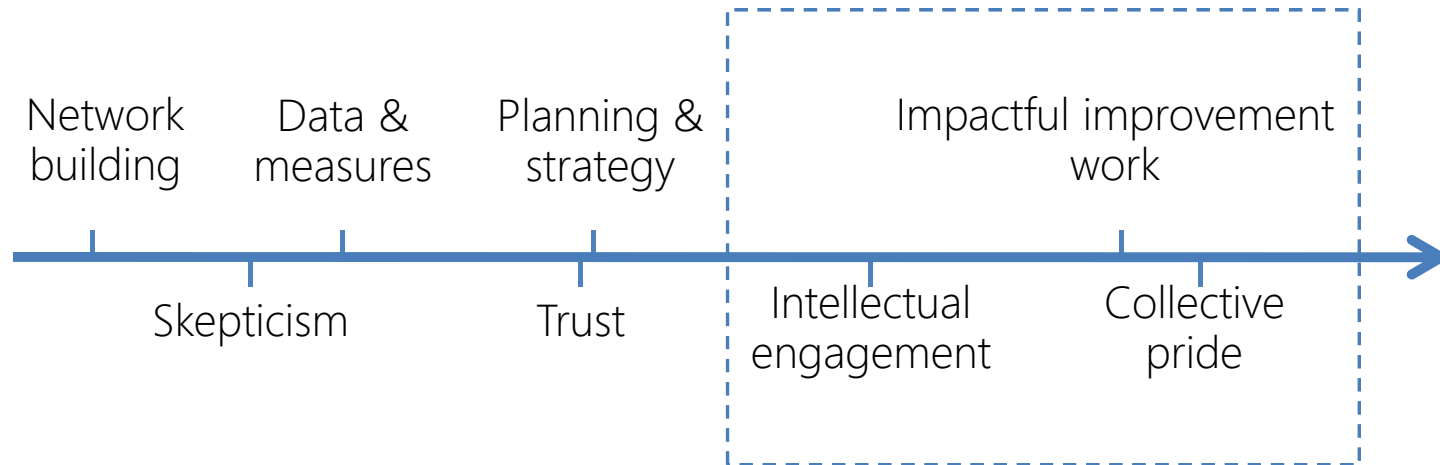 Network
building
Data &
measures
Planning &
strategy
Impactful improvement
work
Skepticism
Trust
Intellectual
engagement
Collective
pride